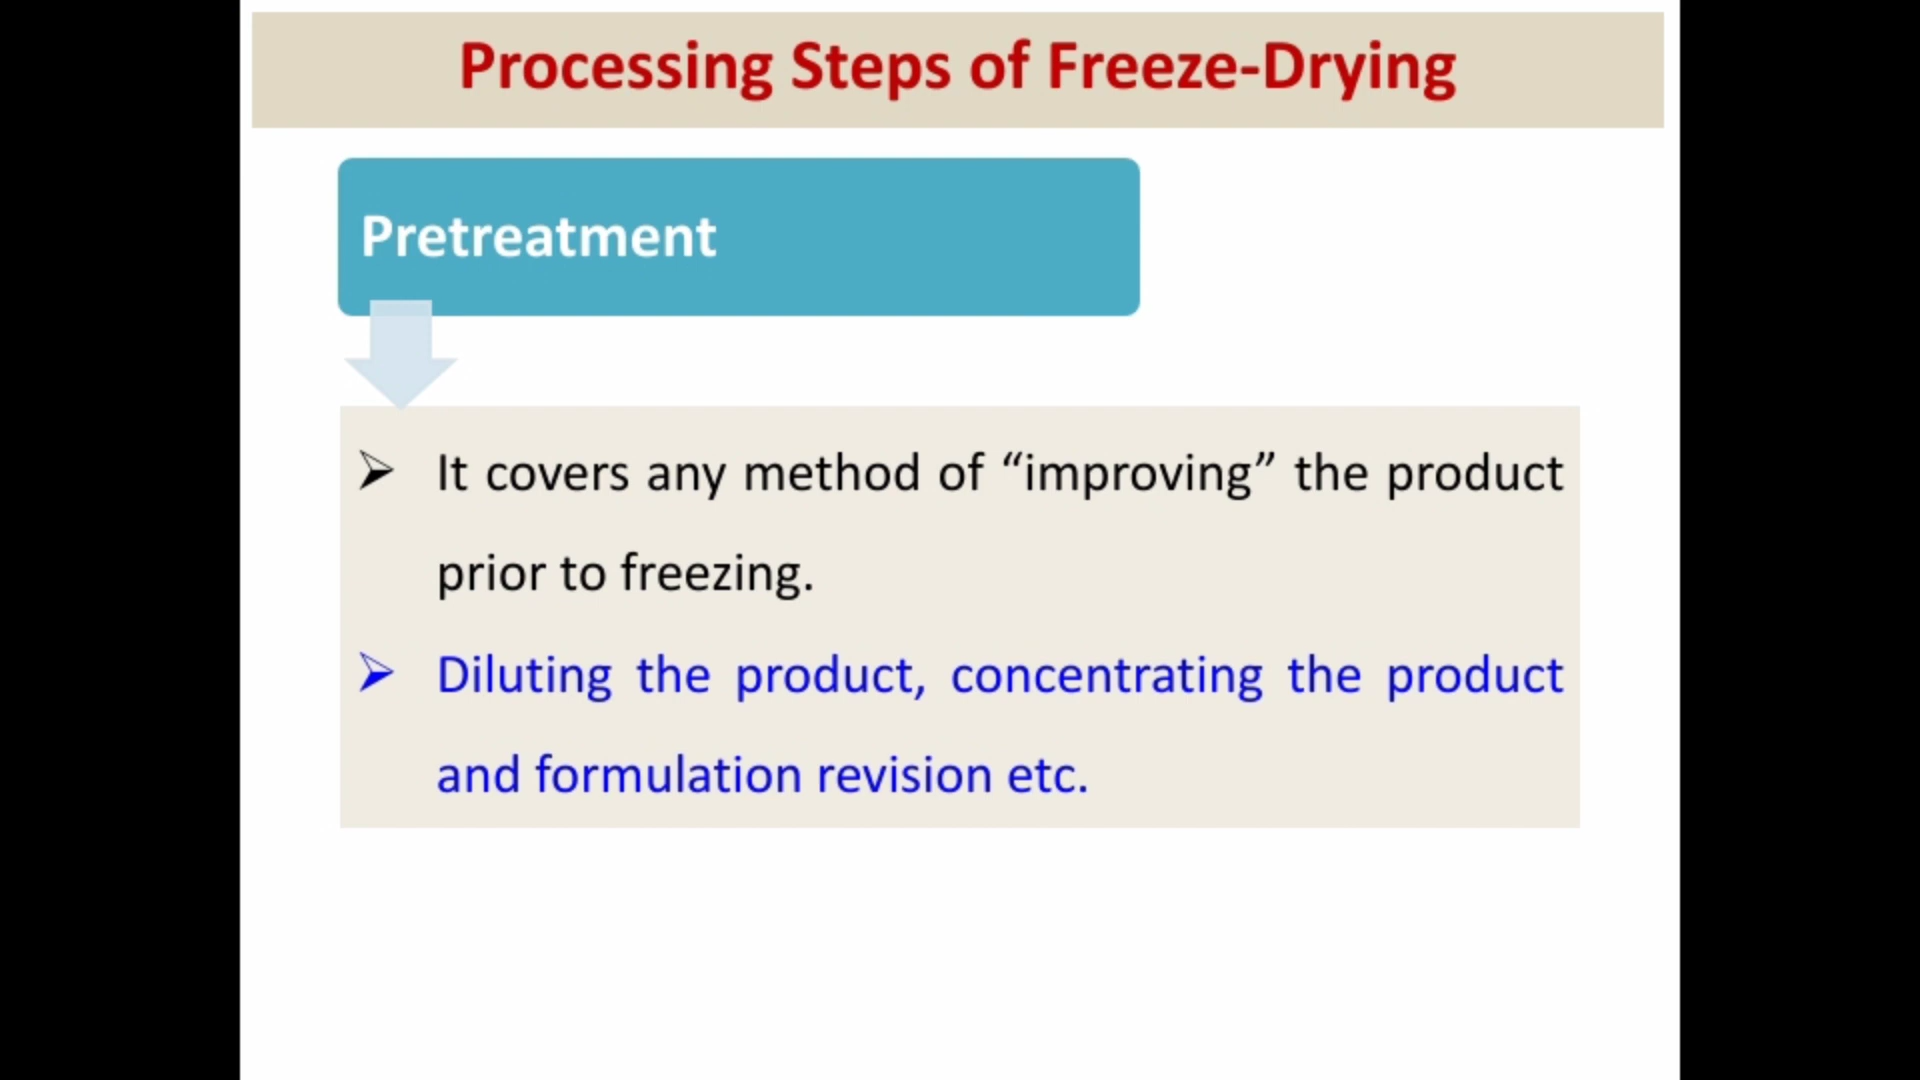 Processing Steps of Freeze-Drying
Pretreatment
➢ It covers any method of “improving” the product
prior to freezing.
➢ Diluting the product, concentrating the product
and formulation revision etc.